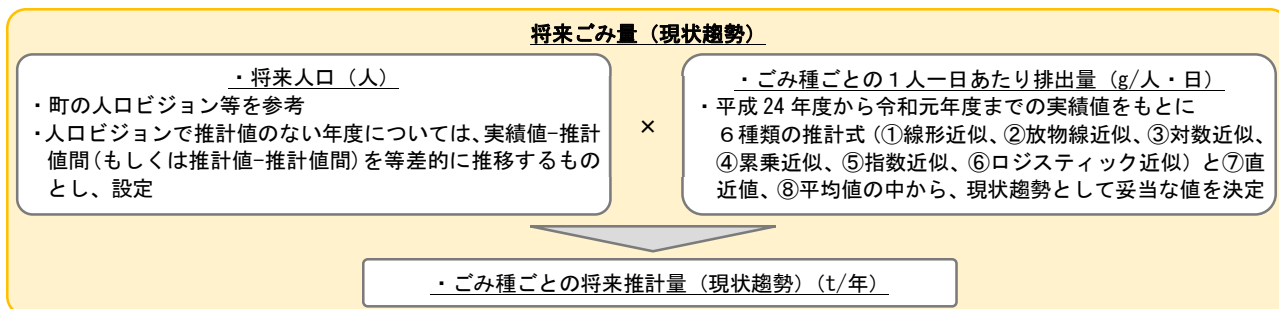 将来ごみ量（現状趨勢）
・将来人口（人）
・町の人口ビジョン等を参考
・人口ビジョンで推計値のない年度については、実績値-推計
値間（もしくは推計値-推計値間）を等差的に推移するもの
とし、設定
×
・ごみ種ごとの１人一日あたり排出量（g/人・日）
・平成 24 年度から令和元年度までの実績値をもとに
６種類の推計式（①線形近似、②放物線近似、③対数近似、
④累乗近似、⑤指数近似、⑥ロジスティック近似）と⑦直
近値、⑧平均値の中から、現状趨勢として妥当な値を決定
・ごみ種ごとの将来推計量（現状趨勢）（t/年）